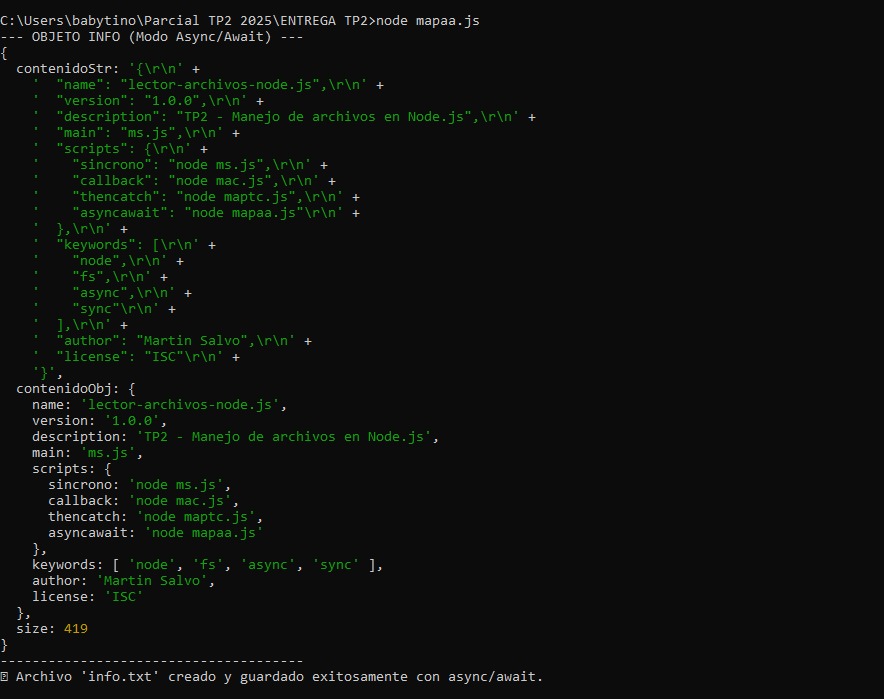 C:\Users\babytino\Parcial TP2 2025\ENTREGA TP2>node mapaa.js
--- OBJETO INFO (Modo Async/Await) ---
{
  contenidoStr: '{\r\n' +
    '  "name": "lector-archivos-node.js",\r\n' +
    '  "version": "1.0.0",\r\n' +
    '  "description": "TP2 - Manejo de archivos en Node.js",\r\n' +
    '  "main": "ms.js",\r\n' +
    '  "scripts": {\r\n' +
    '    "sincrono": "node ms.js",\r\n' +
    '    "callback": "node mac.js",\r\n' +
    '    "thencatch": "node maptc.js",\r\n' +
    '    "asyncawait": "node mapaa.js"\r\n' +
    '  },\r\n' +
    '  "keywords": [\r\n' +
    '    "node",\r\n' +
    '    "fs",\r\n' +
    '    "async",\r\n' +
    '    "sync"\r\n' +
    '  ],\r\n' +
    '  "author": "Martin Salvo",\r\n' +
    '  "license": "ISC"\r\n' +
    '}',
  contenidoObj: {
    name: 'lector-archivos-node.js',
    version: '1.0.0',
    description: 'TP2 - Manejo de archivos en Node.js',
    main: 'ms.js',
    scripts: {
      sincrono: 'node ms.js',
      callback: 'node mac.js',
      thencatch: 'node maptc.js',
      asyncawait: 'node mapaa.js'
    },
    keywords: [ 'node', 'fs', 'async', 'sync' ],
    author: 'Martin Salvo',
    license: 'ISC'
  },
  size: 419
}
--------------------------------------
Archivo 'info.txt' creado y guardado exitosamente con async/await.